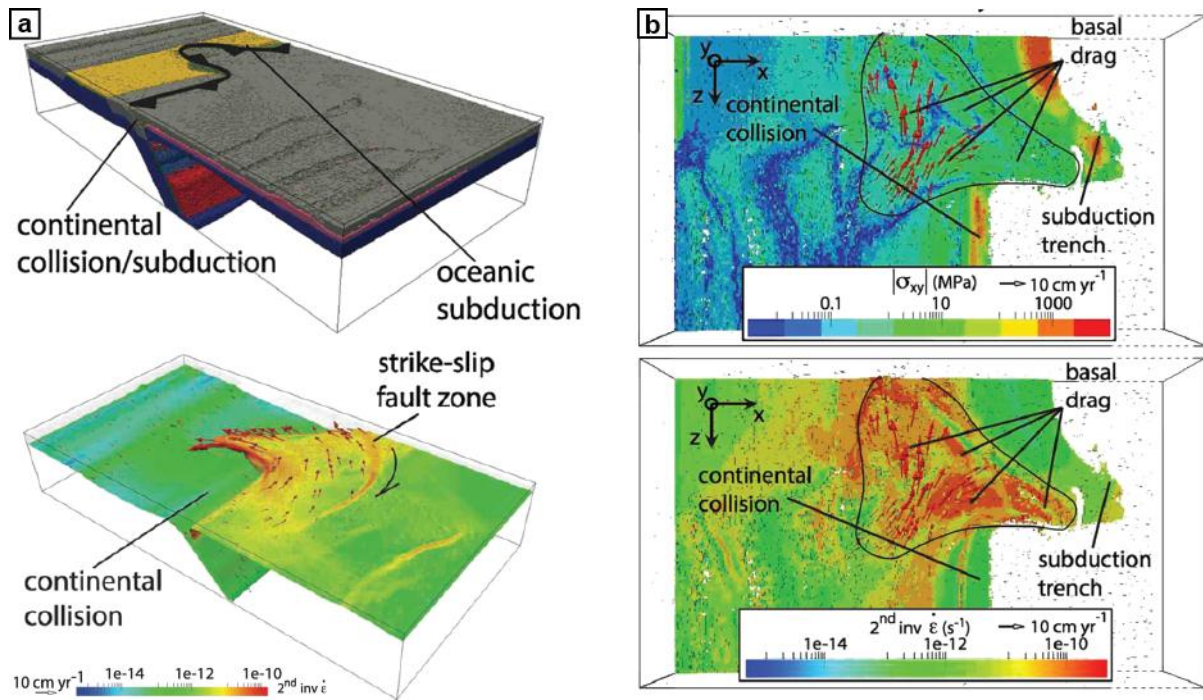 a
continental
collision/subduction
oceanic
subduction
strike-slip
fault zone
continental
collision
10 cm yr-1
1e-14 1e-12 1e-10
2nd inv ε̇
b
basal
drag
y
x
z
continental
collision
subduction
trench
|σxy| (MPa) 10 cm yr-1
0.1 10 1000
basal
drag
y
x
z
continental
collision
subduction
trench
2nd inv ε̇ (s-1) 10 cm yr-1
1e-14 1e-12 1e-10